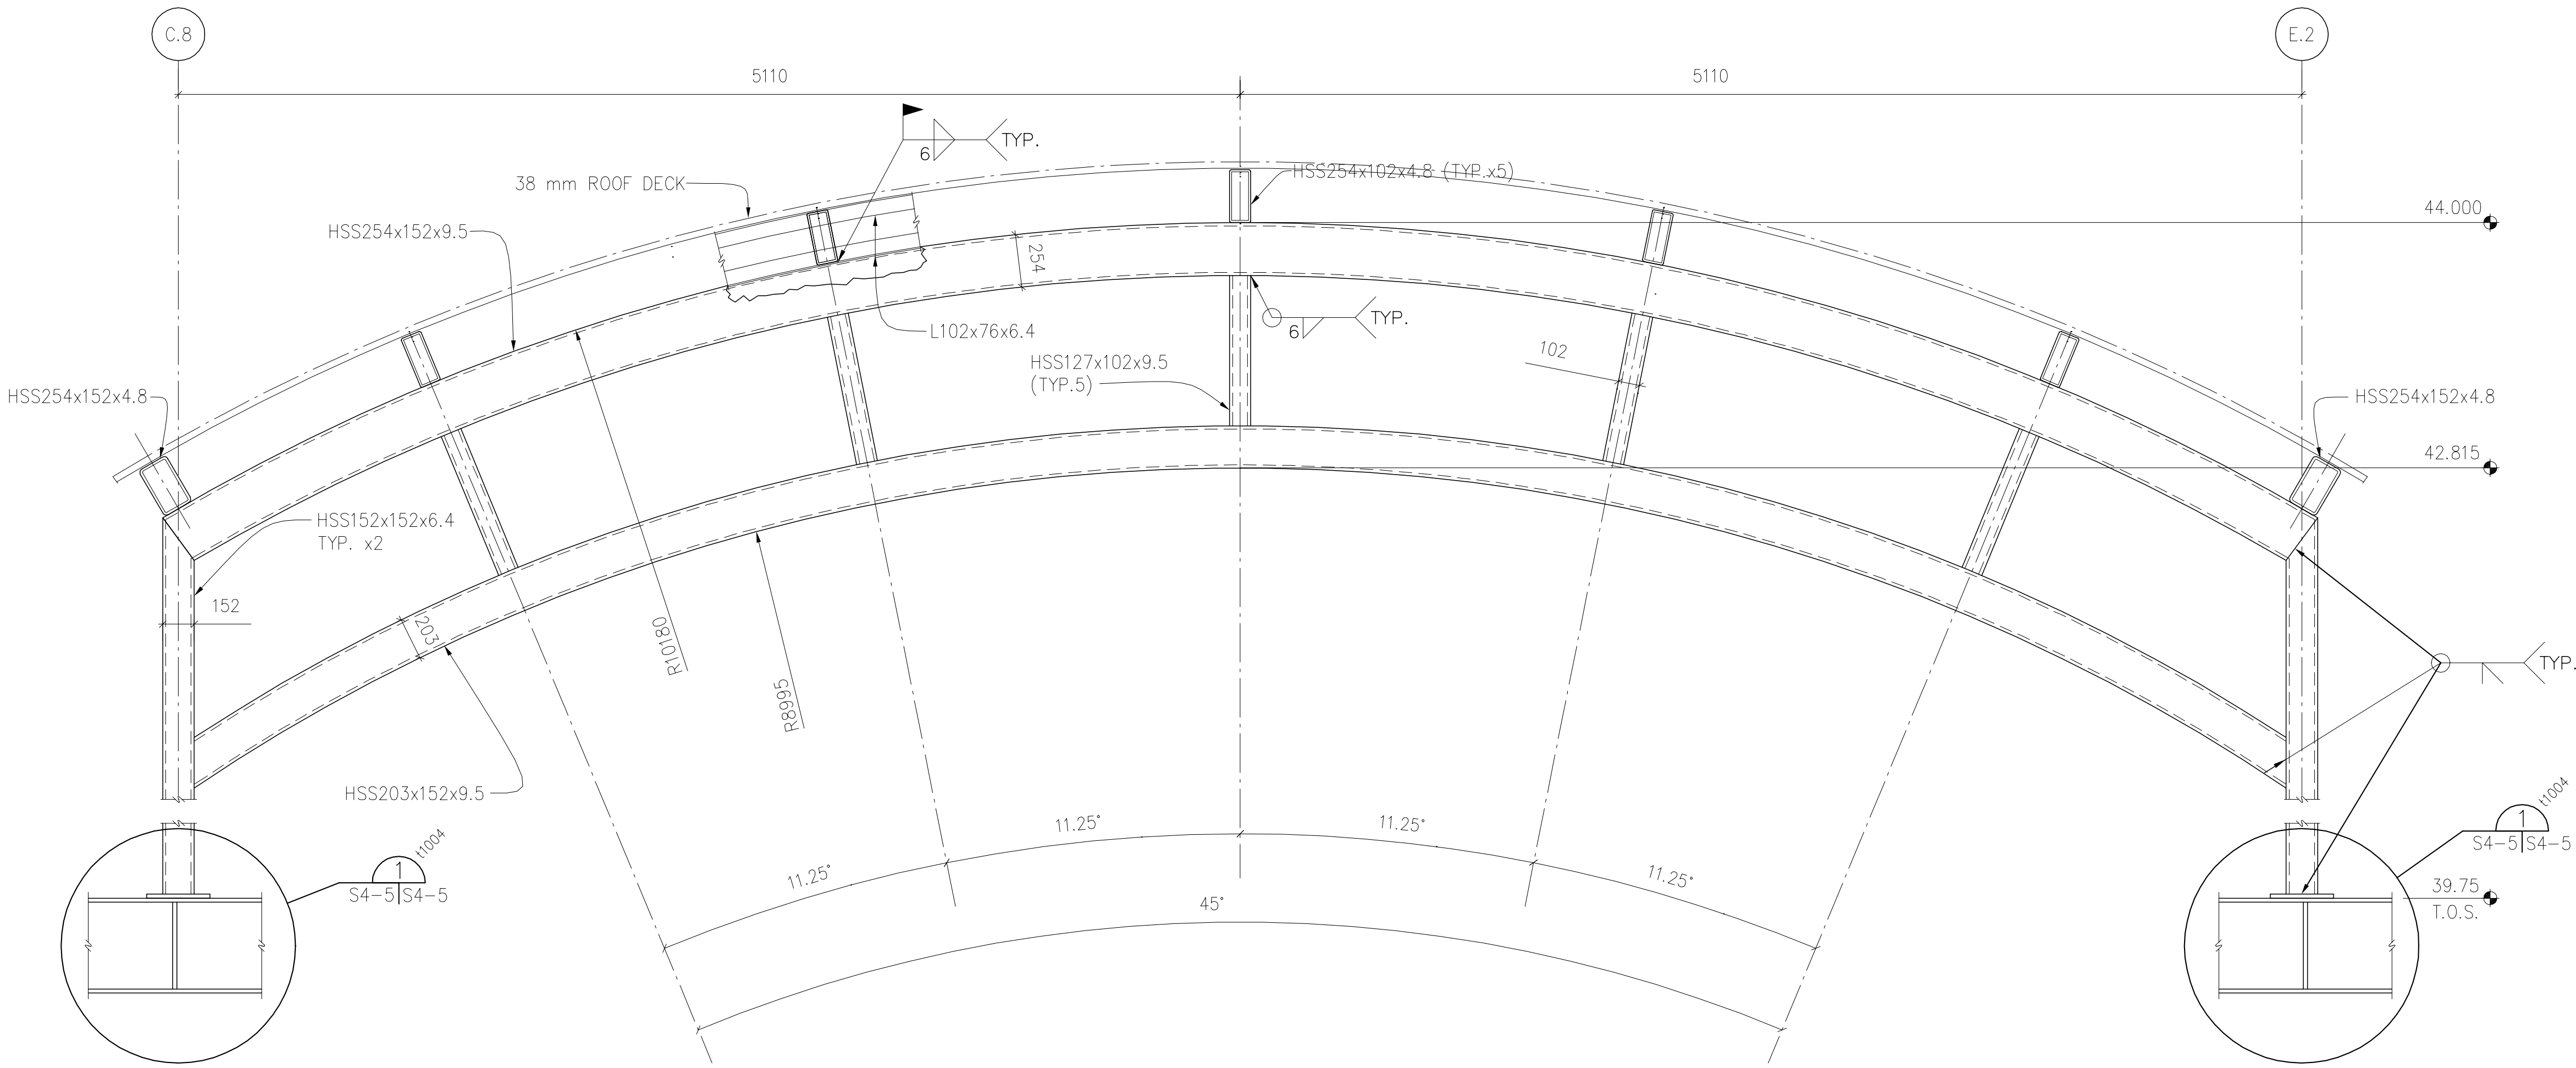 C.8
E.2
5110
5110
6
TYP.
38 mm ROOF DECK
HSS254x102x4.8 (TYP.x5)
44.000
HSS254x152x9.5
254
L102x76x6.4
6
TYP.
HSS127x102x9.5
(TYP.5)
102
HSS254x152x4.8
HSS254x152x4.8
42.815
HSS152x152x6.4
TYP. x2
152
203
R10180
R8995
TYP.
HSS203x152x9.5
11.25°
11.25°
11.25°
11.25°
45°
1
t1004
S4-5
S4-5
1
t1004
S4-5
S4-5
39.75
T.O.S.